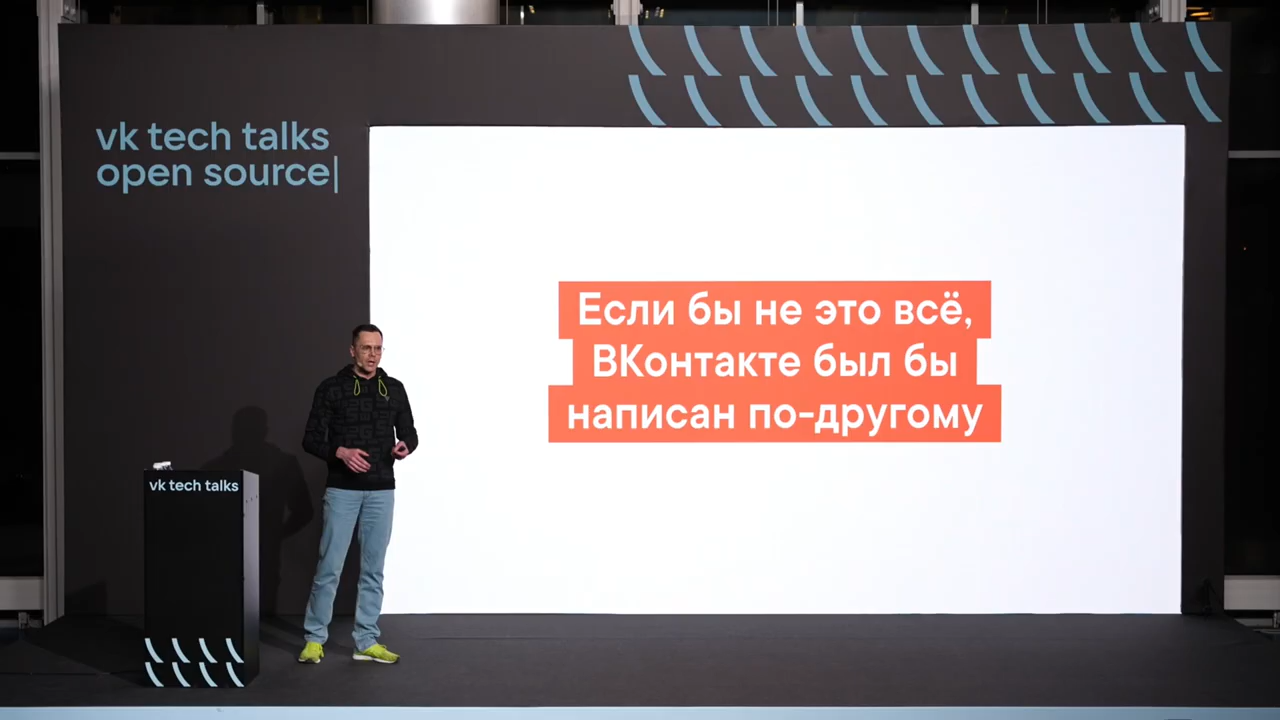 vk tech talks
open source|
Если бы не это всё,
ВКонтакте был бы
написан по-другому
vk tech talks